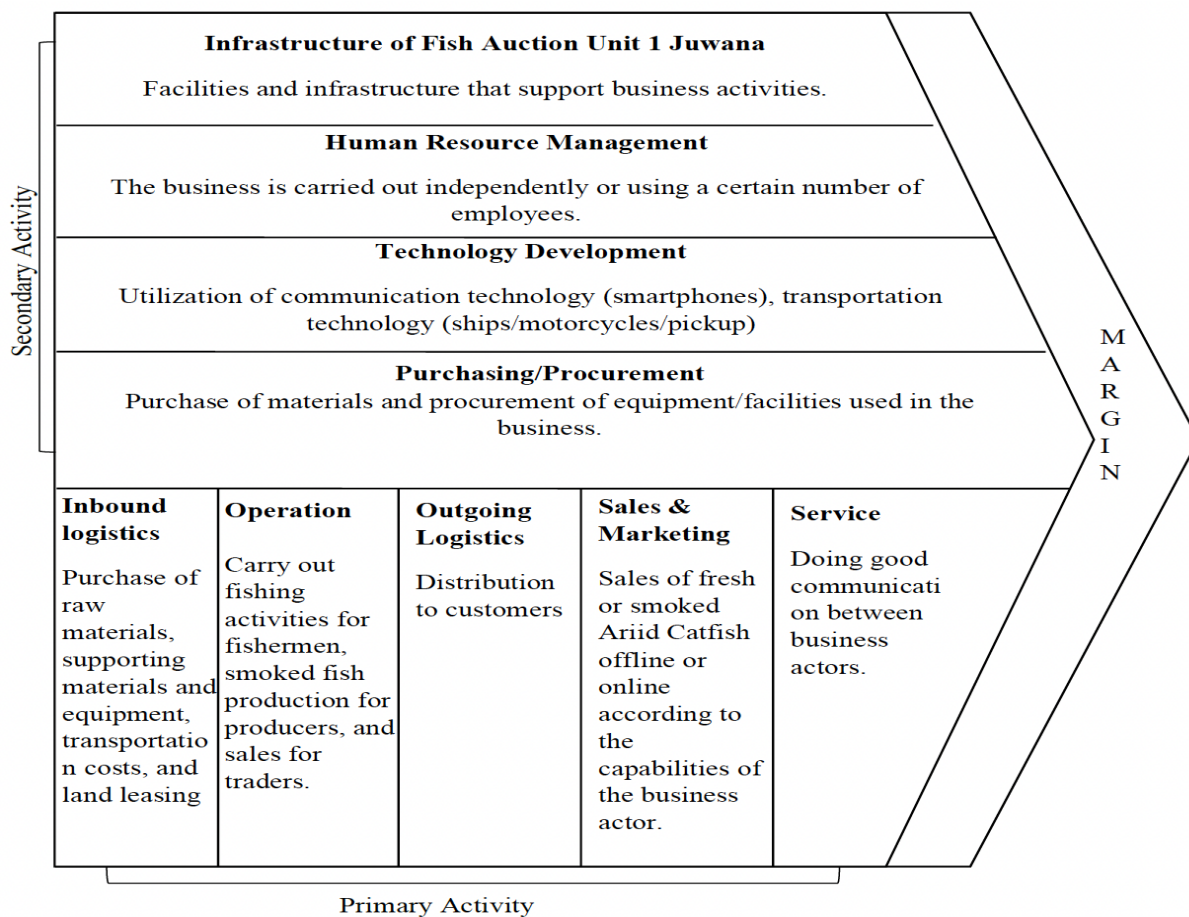 Infrastructure of Fish Auction Unit 1 Juwana
Facilities and infrastructure that support business activities.
Human Resource Management
The business is carried out independently or using a certain number of
employees.
Technology Development
Utilization of communication technology (smartphones), transportation
technology (ships/motorcycles/pickup)
Purchasing/Procurement
Purchase of materials and procurement of equipment/facilities used in the
business.
Secondary Activity
Inbound
logistics
Purchase of
raw
materials,
supporting
materials and
equipment,
transportatio
n costs, and
land leasing
Operation
Carry out
fishing
activities for
fishermen,
smoked fish
production for
producers, and
sales for
traders.
Outgoing
Logistics
Distribution
to customers
Sales &
Marketing
Sales of fresh
or smoked
Ariid Catfish
offline or
online
according to
the
capabilities of
the business
actor.
Service
Doing good
communicati
on between
business
actors.
M
A
R
G
I
N
Primary Activity